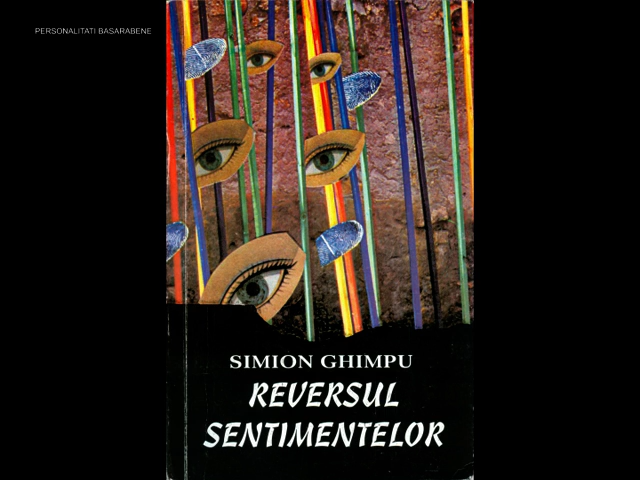 PERSONALITATI BASARABENE
SIMION GHIMPU
REVERSUL
SENTIMENTELOR